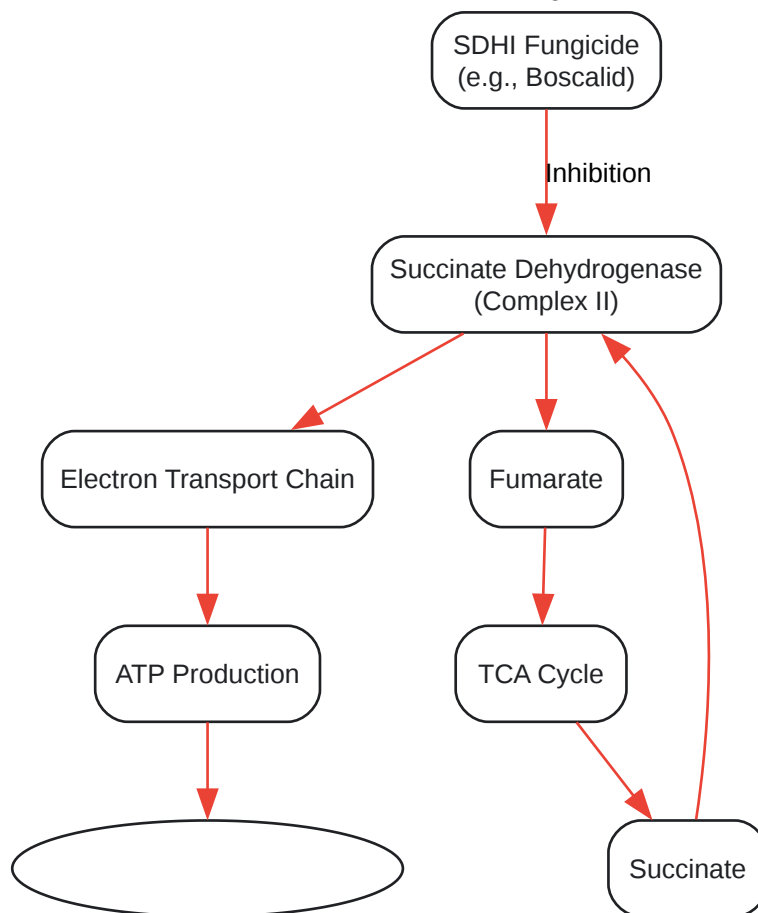 SDHI Fungicide
(e.g., Boscalid)
Inhibition
Succinate Dehydrogenase
(Complex II)
Electron Transport Chain
Fumarate
ATP Production
TCA Cycle
Succinate